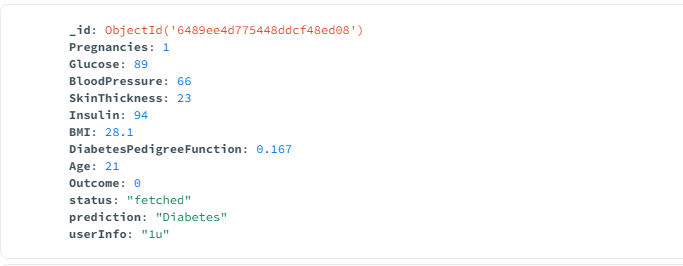 _id: ObjectId('6489ee4d775448ddcf48ed08')
Pregnancies: 1
Glucose: 89
BloodPressure: 66
SkinThickness: 23
Insulin: 94
BMI: 28.1
DiabetesPedigreeFunction: 0.167
Age: 21
Outcome: 0
status: "fetched"
prediction: "Diabetes"
userInfo: "1u"